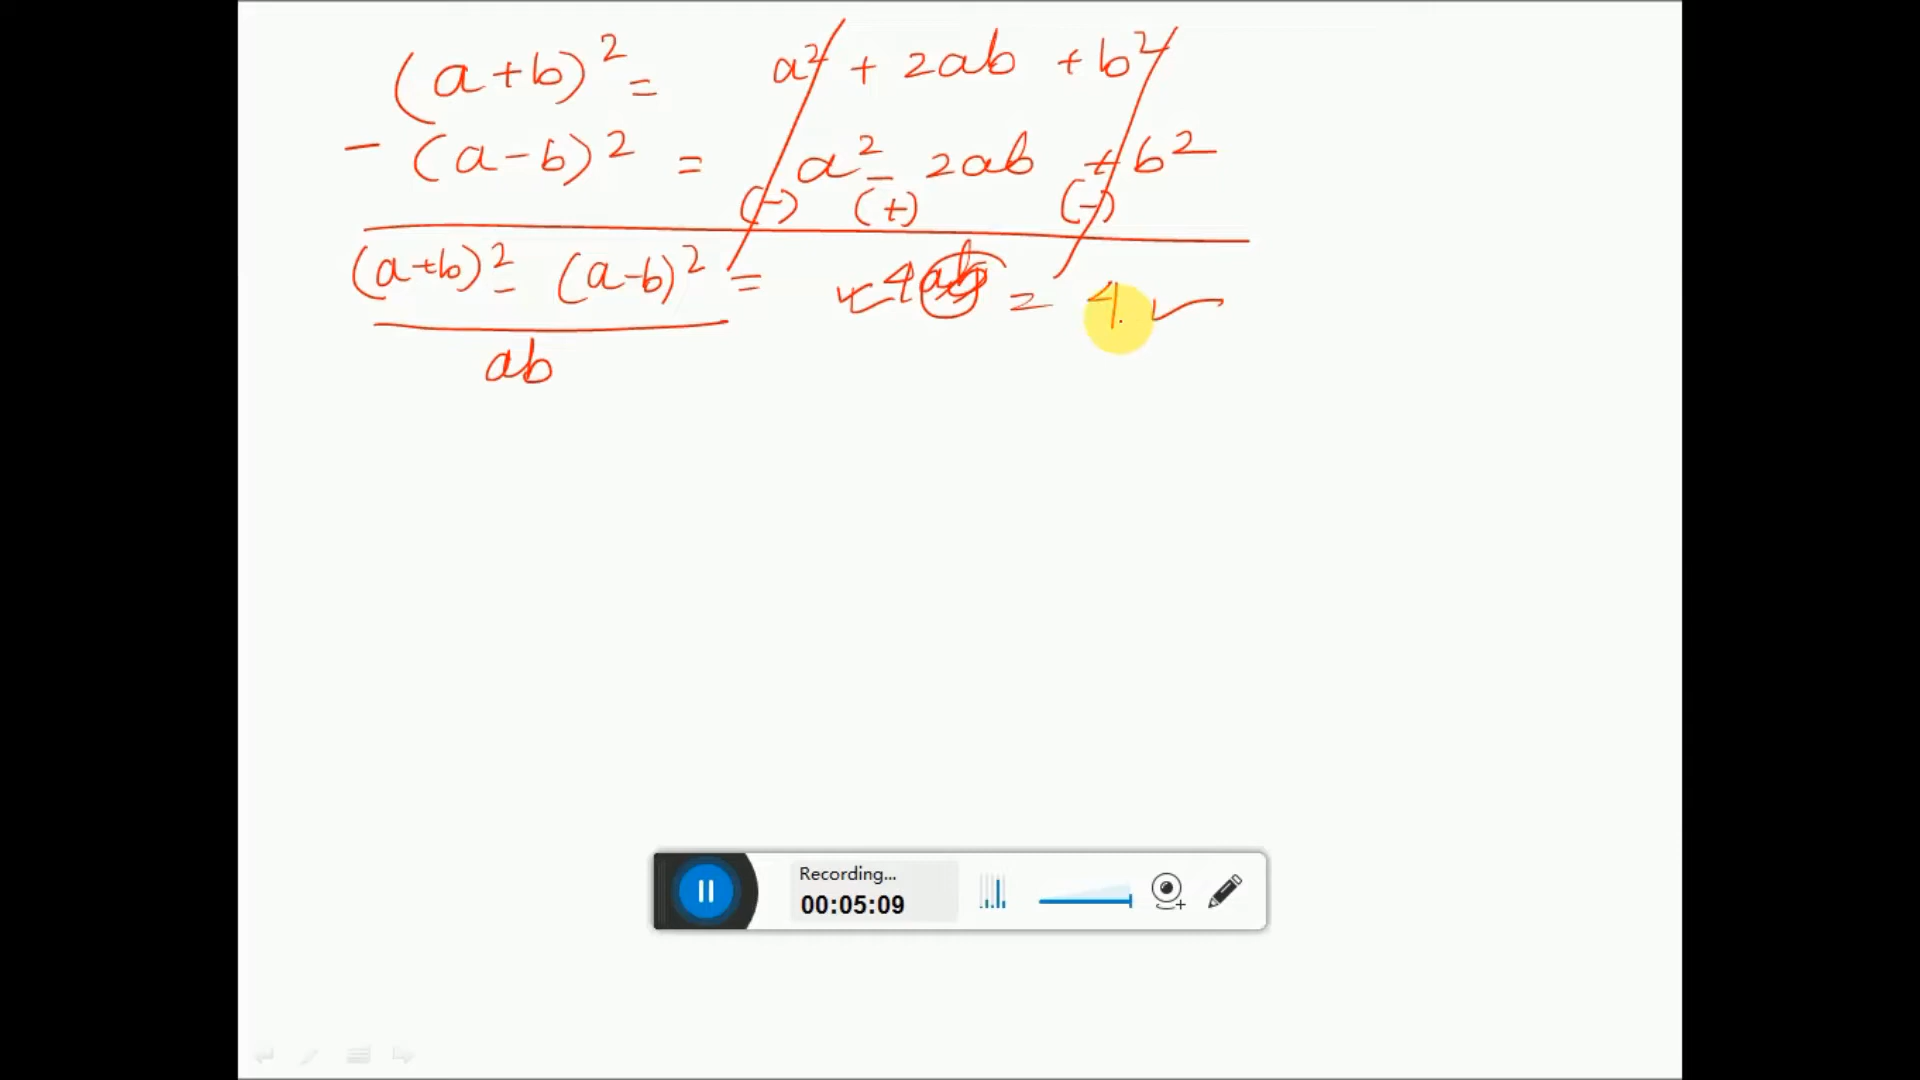 (a+b)² = a² + 2ab + b²
- (a-b)² = a² - 2ab + b²
(-) (+) (-)
(a+b)² - (a-b)² = 4ab = 4
ab
Recording...
00:05:09